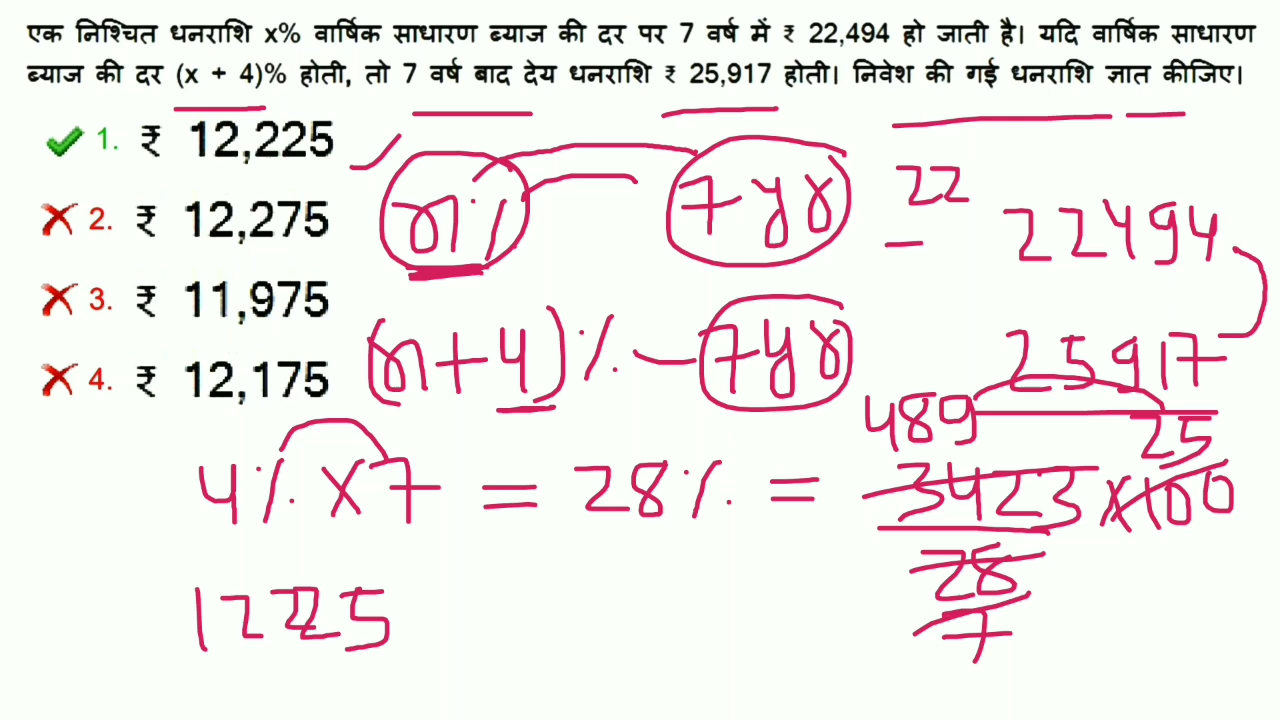 एक निश्चित धनराशि x% वार्षिक साधारण ब्याज की दर पर 7 वर्ष में ₹ 22,494 हो जाती है। यदि वार्षिक साधारण
ब्याज की दर (x + 4)% होती, तो 7 वर्ष बाद देय धनराशि ₹ 25,917 होती। निवेश की गई धनराशि ज्ञात कीजिए।
1. ₹ 12,225
2. ₹ 12,275
3. ₹ 11,975
4. ₹ 12,175
x% 7 yr 22
- 22494
(x+4)% - 7yr 25917
489 25
4% x 7 = 28% = 3423 x 100
28
7
12225